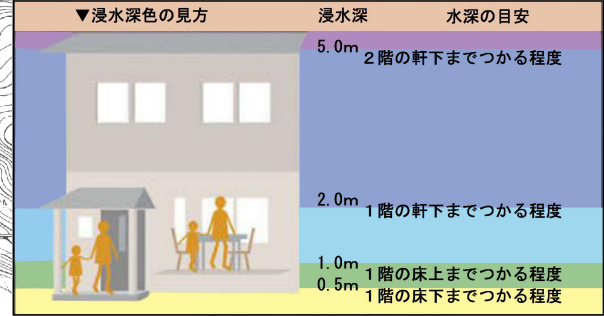 ▼浸水深色の見方 浸水深 水深の目安
5.0m 2階の軒下までつかる程度
2.0m 1階の軒下までつかる程度
1.0m 1階の床上までつかる程度
0.5m 1階の床下までつかる程度